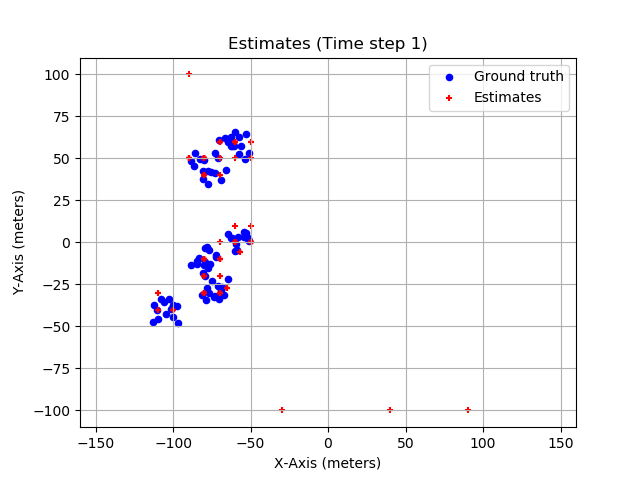 Estimates (Time step 1)
Ground truth
Estimates
100
75
50
25
0
−25
−50
−75
−100
Y-Axis (meters)
−150 −100 −50 0 50 100 150
X-Axis (meters)